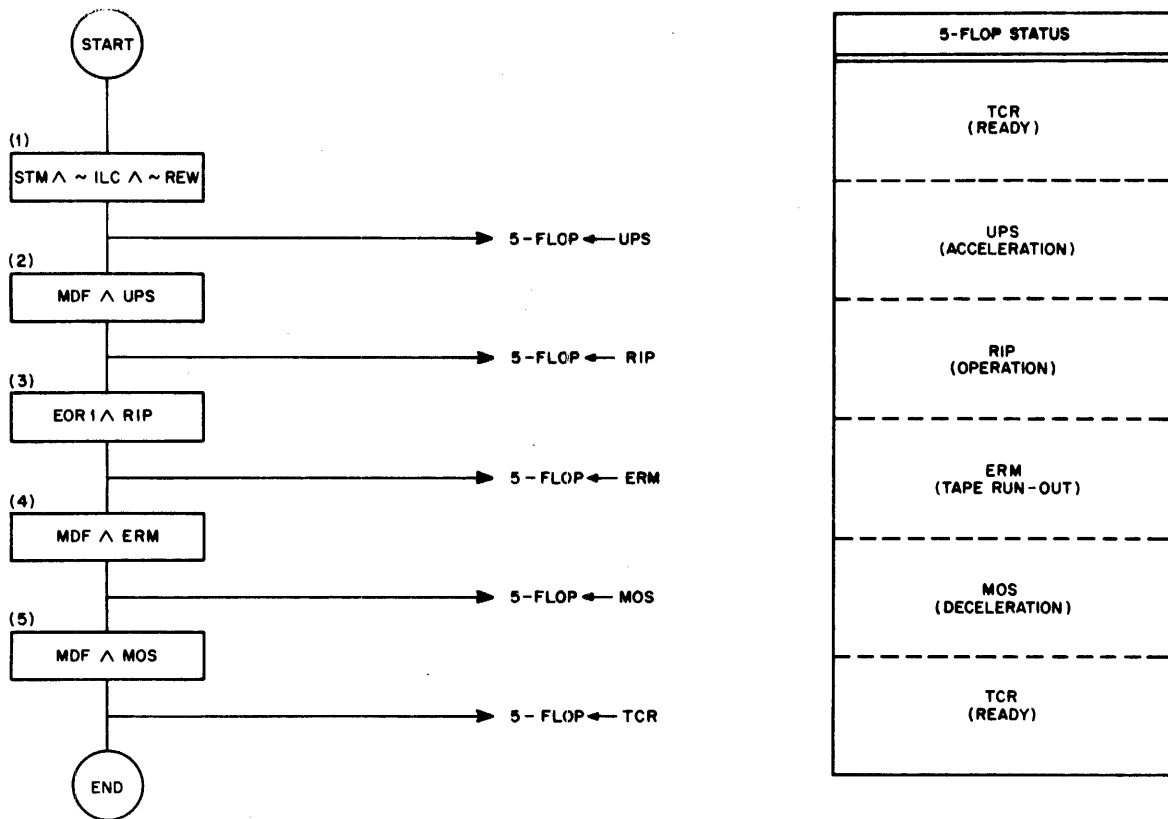 START
(1)
STM ∧ ~ ILC ∧ ~ REW
5-FLOP ← UPS
(2)
MDF ∧ UPS
5-FLOP ← RIP
(3)
EOR1 ∧ RIP
5-FLOP ← ERM
(4)
MDF ∧ ERM
5-FLOP ← MOS
(5)
MDF ∧ MOS
5-FLOP ← TCR
END
5-FLOP STATUS
TCR
(READY)
UPS
(ACCELERATION)
RIP
(OPERATION)
ERM
(TAPE RUN-OUT)
MOS
(DECELERATION)
TCR
(READY)